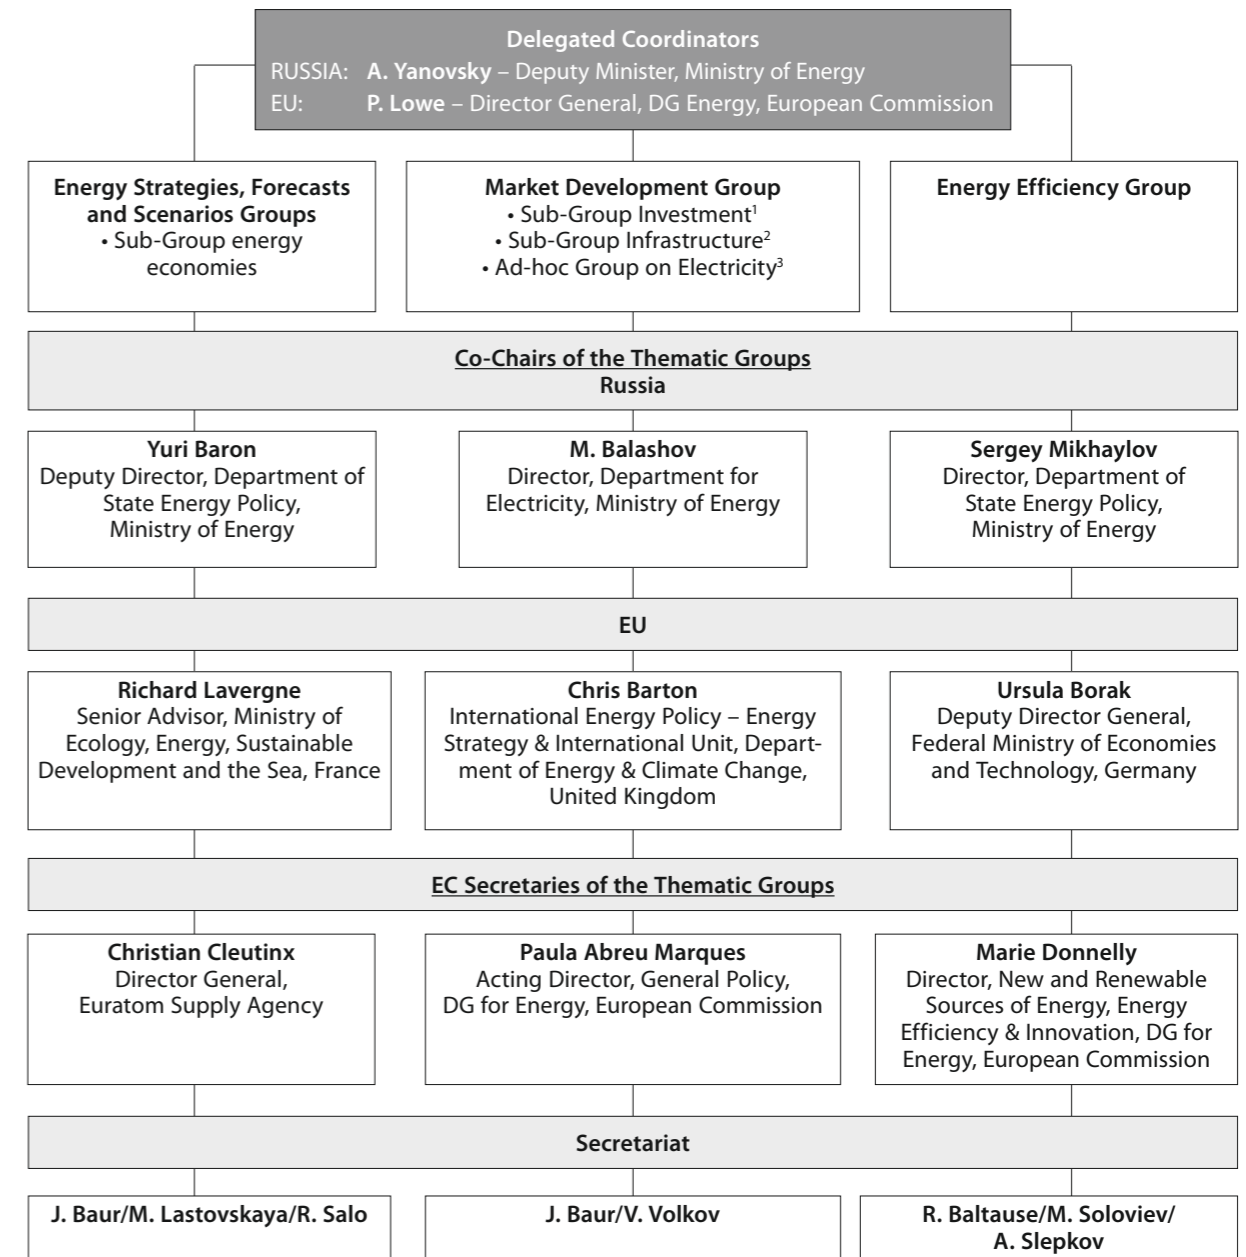 Delegated Coordinators
RUSSIA: A. Yanovsky – Deputy Minister, Ministry of Energy
EU: P. Lowe – Director General, DG Energy, European Commission
Energy Strategies, Forecasts
and Scenarios Groups
• Sub-Group energy
economies
Market Development Group
• Sub-Group Investment¹
• Sub-Group Infrastructure²
• Ad-hoc Group on Electricity³
Energy Efficiency Group
Co-Chairs of the Thematic Groups
Russia
Yuri Baron
Deputy Director, Department of
State Energy Policy,
Ministry of Energy
M. Balashov
Director, Department for
Electricity, Ministry of Energy
Sergey Mikhaylov
Director, Department of
State Energy Policy,
Ministry of Energy
EU
Richard Lavergne
Senior Advisor, Ministry of
Ecology, Energy, Sustainable
Development and the Sea, France
Chris Barton
International Energy Policy – Energy
Strategy & International Unit, Depart-
ment of Energy & Climate Change,
United Kingdom
Ursula Borak
Deputy Director General,
Federal Ministry of Economies
and Technology, Germany
EC Secretaries of the Thematic Groups
Christian Cleutinx
Director General,
Euratom Supply Agency
Paula Abreu Marques
Acting Director, General Policy,
DG for Energy, European Commission
Marie Donnelly
Director, New and Renewable
Sources of Energy, Energy
Efficiency & Innovation, DG for
Energy, European Commission
Secretariat
J. Baur/M. Lastovskaya/R. Salo
J. Baur/V. Volkov
R. Baltause/M. Soloviev/
A. Slepkov